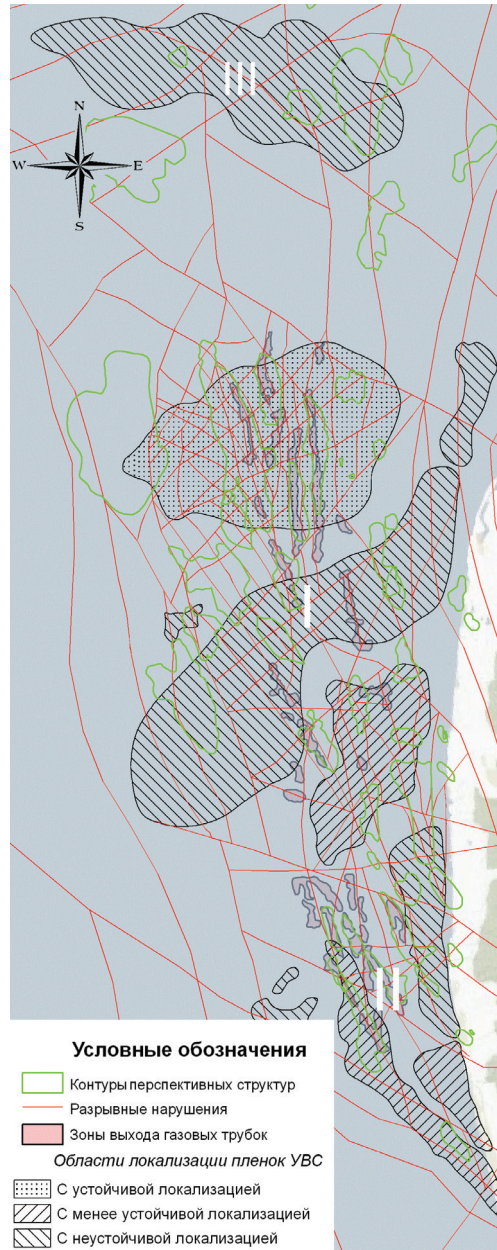 III
N
W
E
S
I
II
Условные обозначения
Контуры перспективных структур
Разрывные нарушения
Зоны выхода газовых трубок
Области локализации пленок УВС
С устойчивой локализацией
С менее устойчивой локализацией
С неустойчивой локализацией